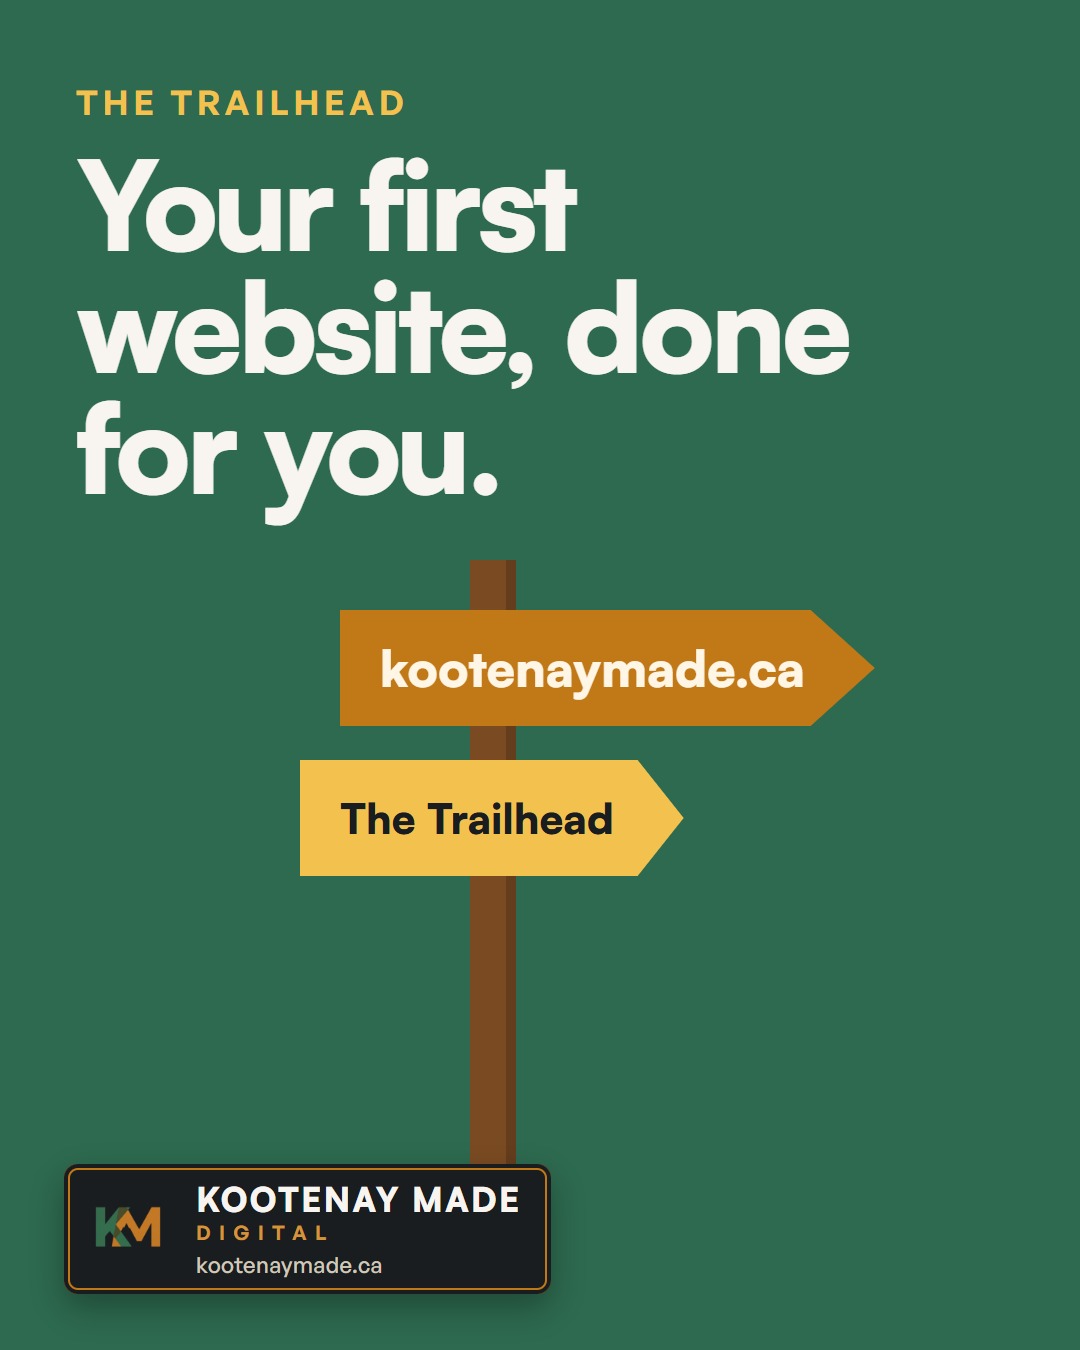 THE TRAILHEAD
Your first
website, done
for you.
kootenaymade.ca
The Trailhead
KM
KOOTENAY MADE
DIGITAL
kootenaymade.ca